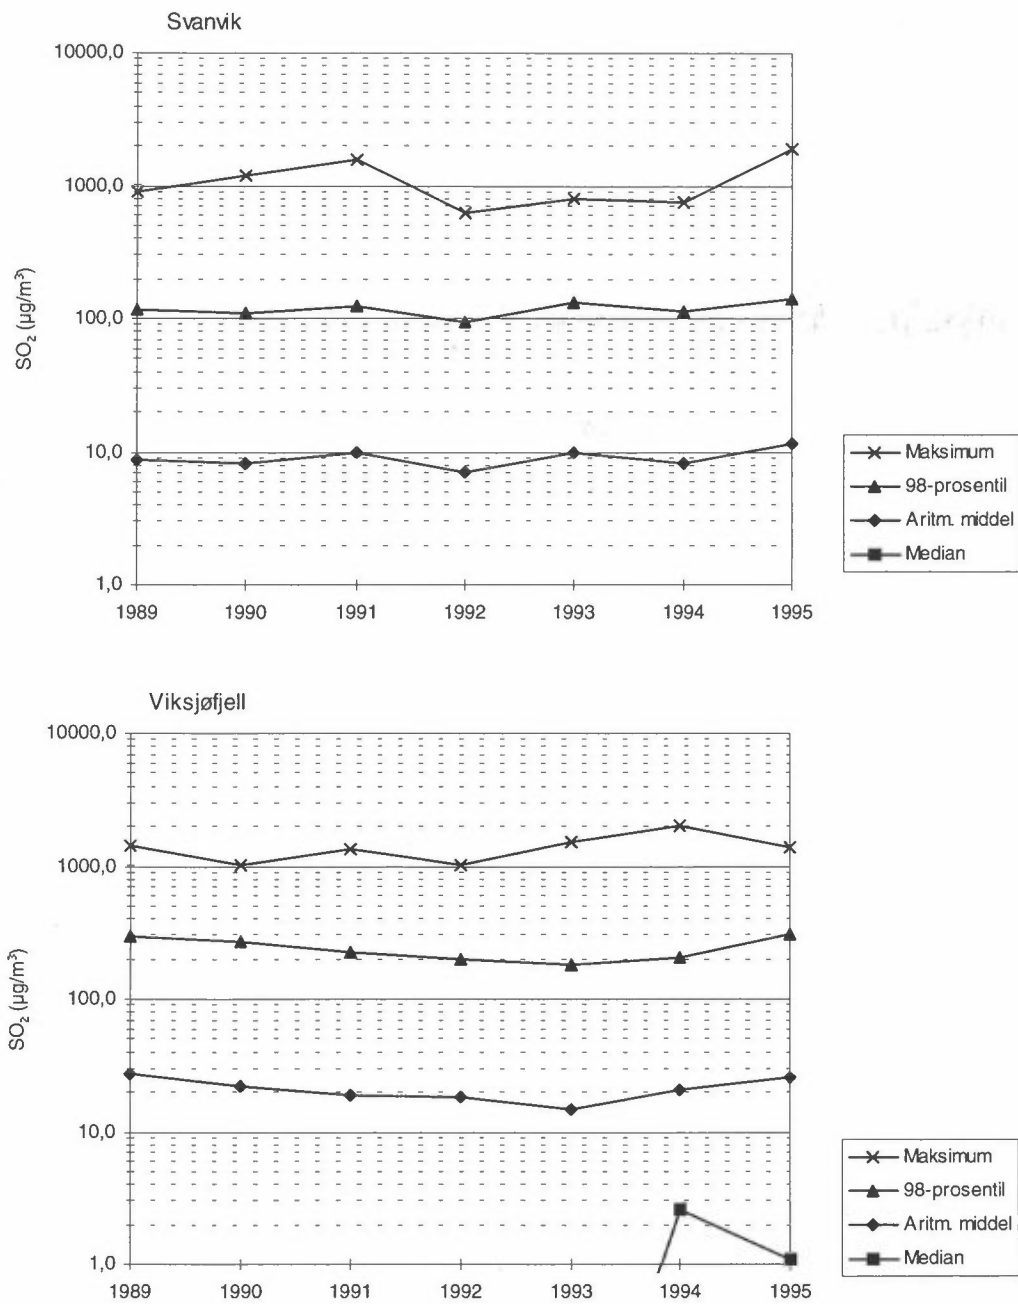 Svanvik
10000,0
1000,0
100,0
10,0
1,0
SO₂ (µg/m³)
1989 1990 1991 1992 1993 1994 1995
Maksimum
98-prosentil
Aritm. middel
Median
Viksjøfjell
10000,0
1000,0
100,0
10,0
1,0
SO₂ (µg/m³)
1989 1990 1991 1992 1993 1994 1995
Maksimum
98-prosentil
Aritm. middel
Median